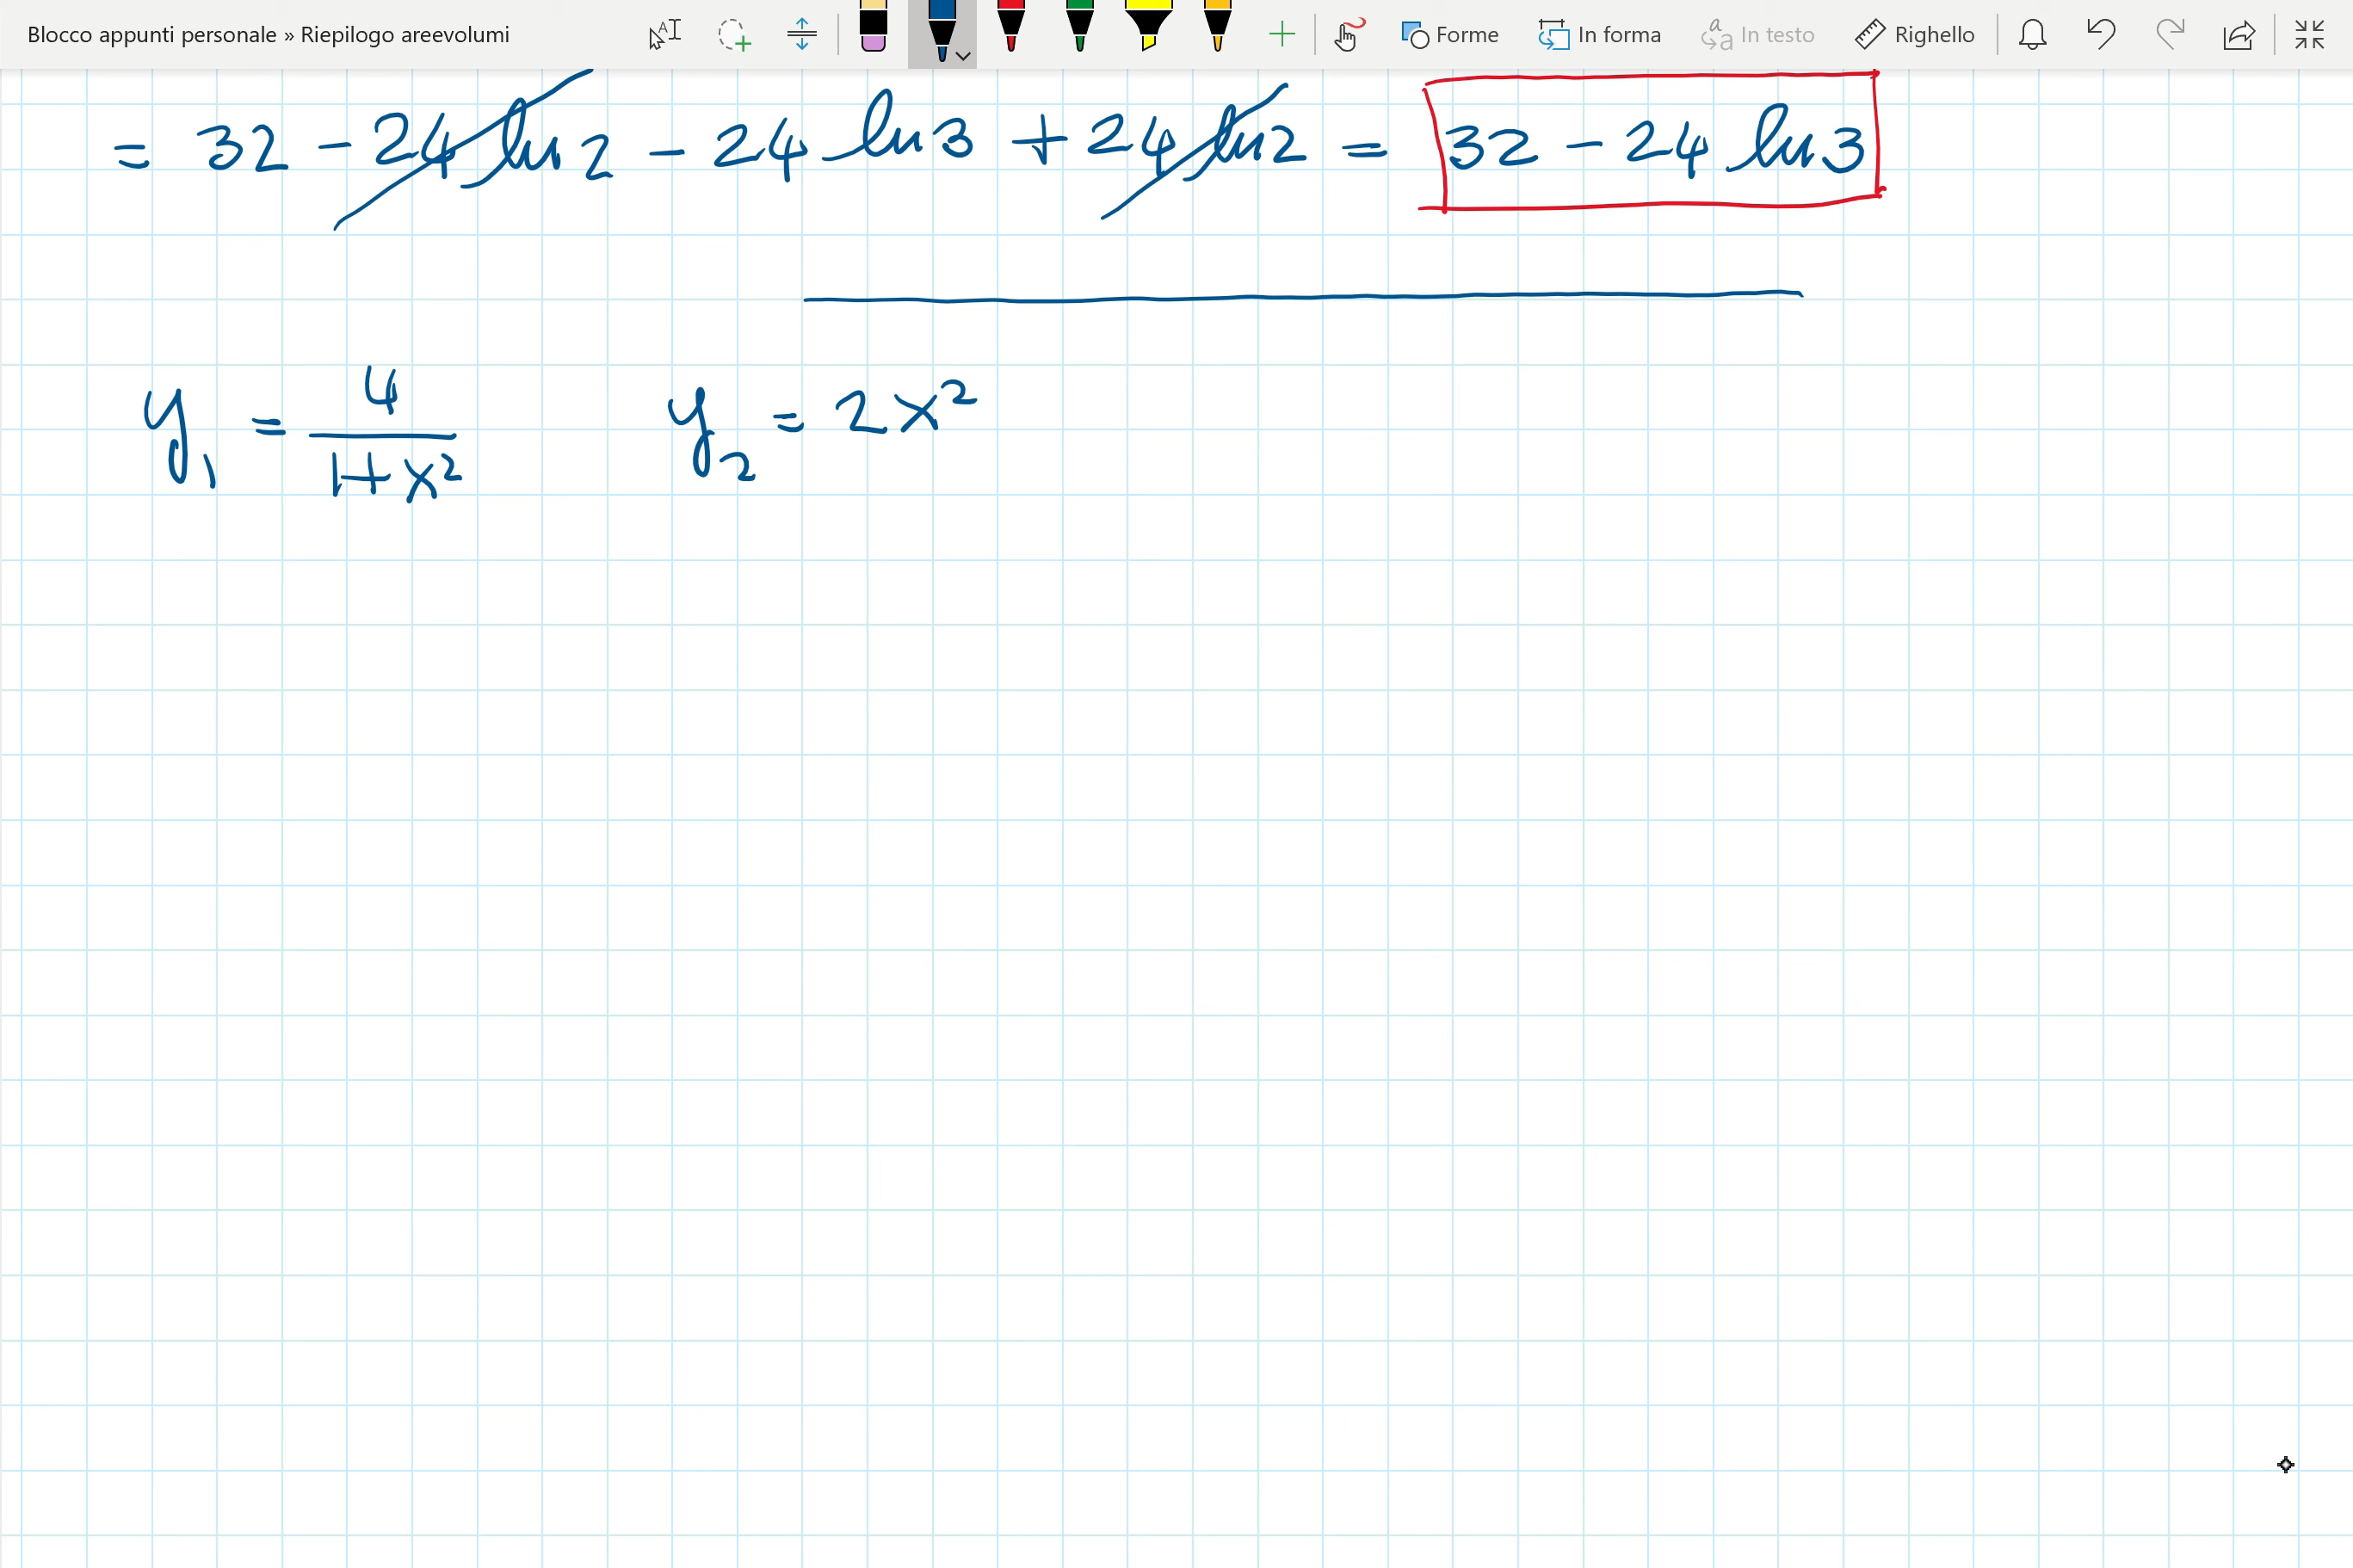 Blocco appunti personale » Riepilogo areevolumi Forme In forma In testo Righello
= 32 - 24 ln 2 - 24 ln 3 + 24 ln 2 = 32 - 24 ln 3
y₁ = 4/(1+x²) y₂ = 2x²